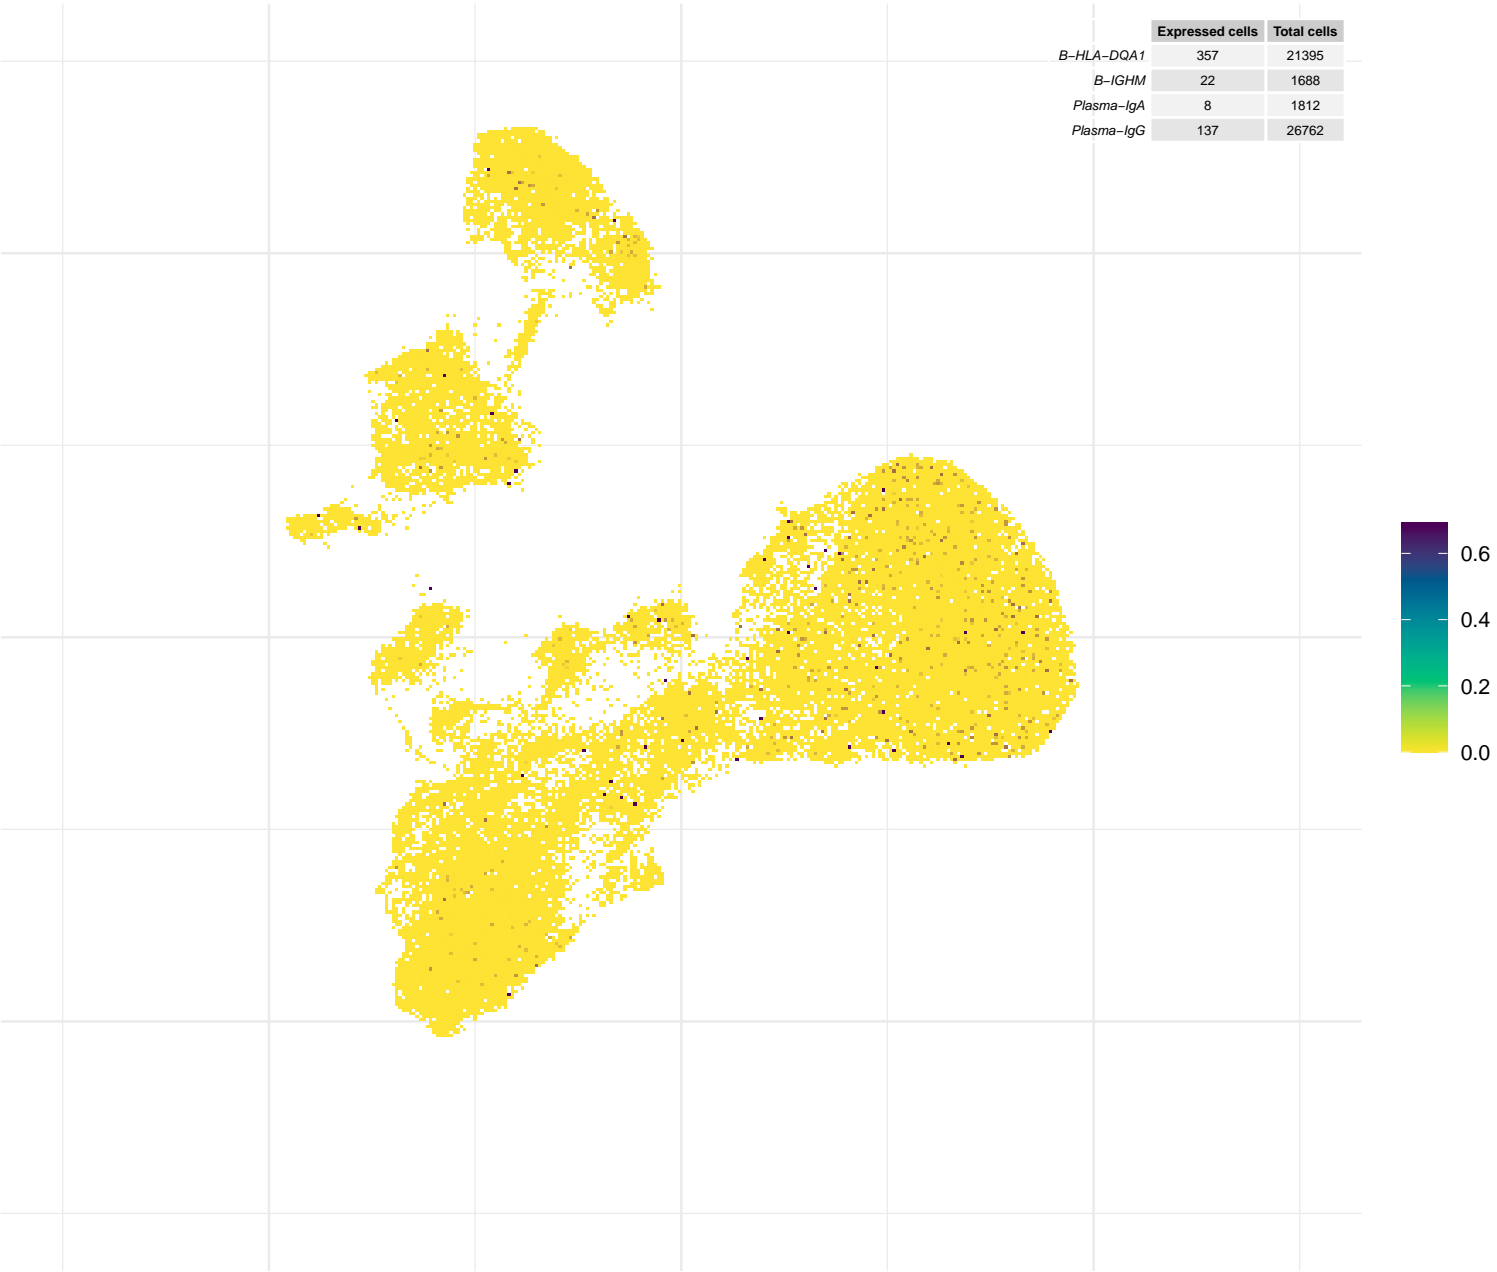 Expressed cells Total cells
B−HLA−DQA1 357 21395
B−IGHM 22 1688
Plasma−IgA 8 1812
Plasma−IgG 137 26762
0.6
0.4
0.2
0.0